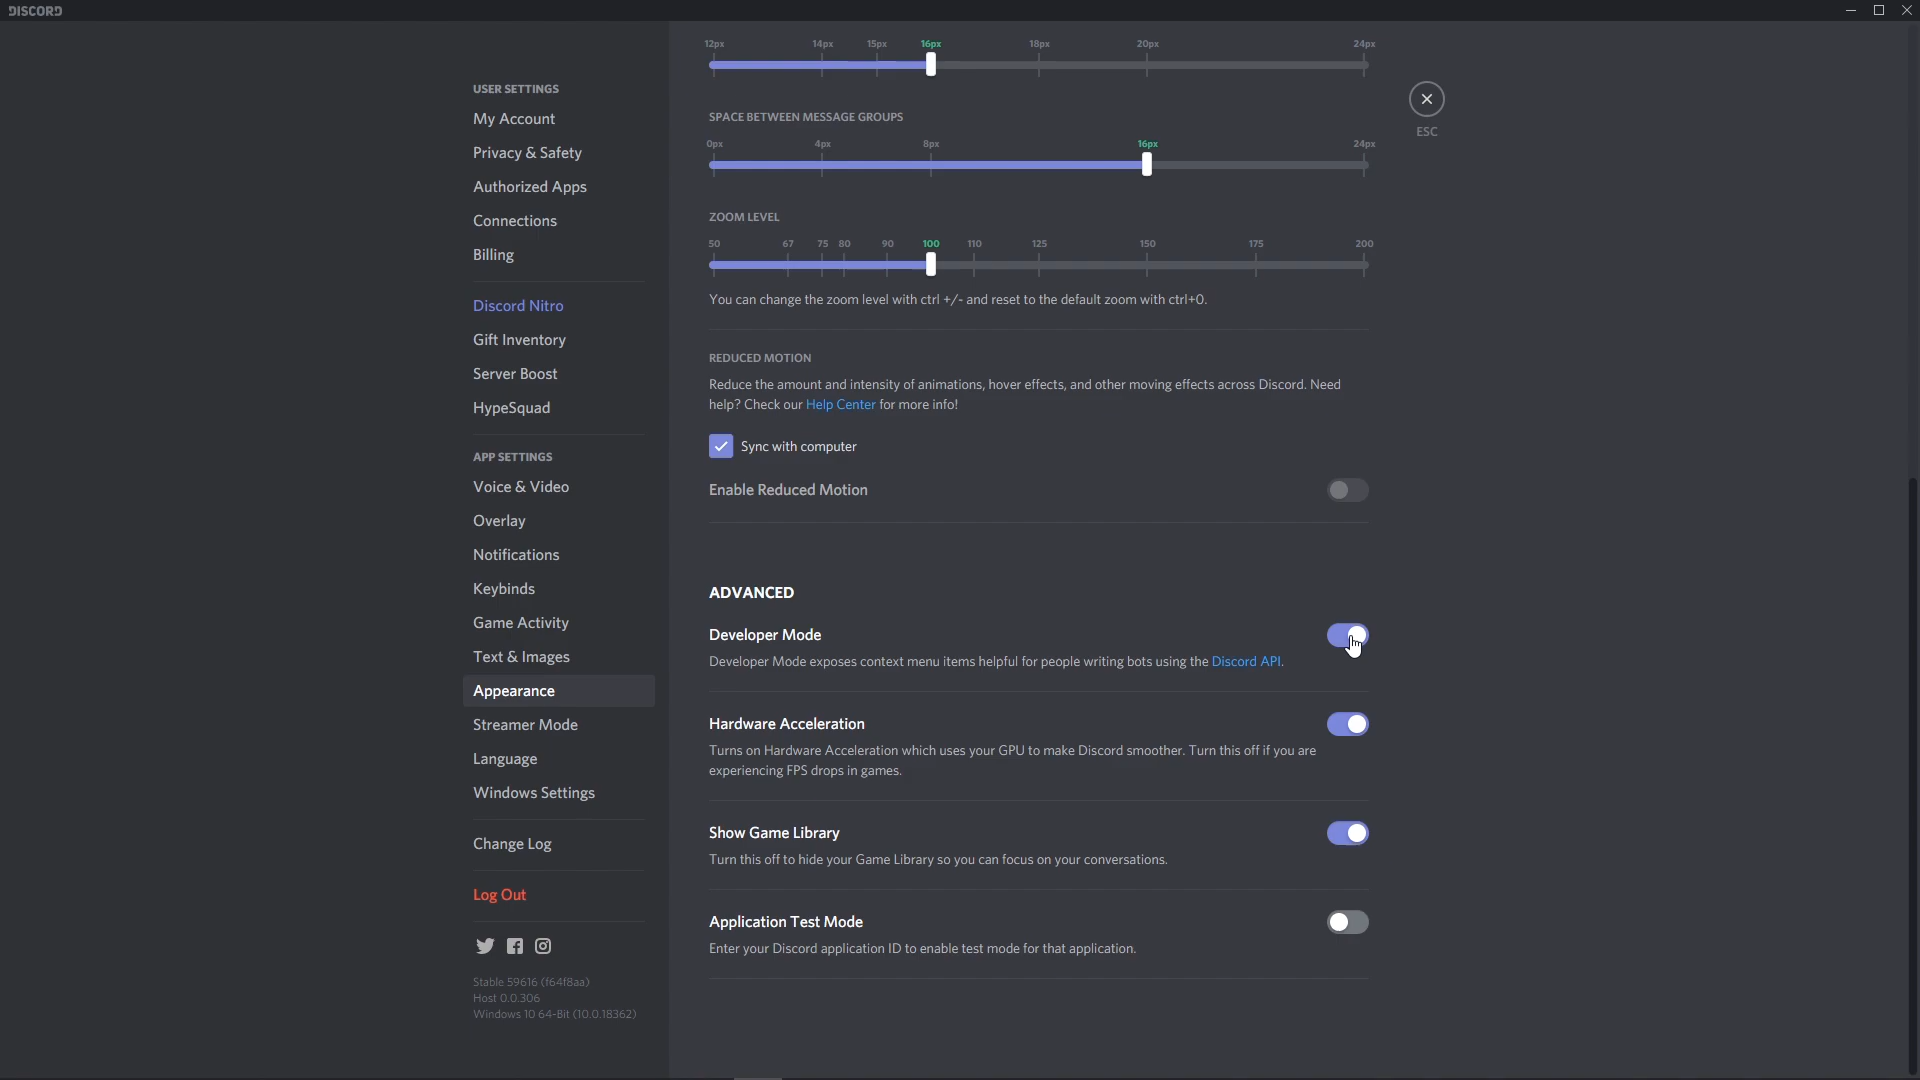 DISCORD
USER SETTINGS
My Account
Privacy & Safety
Authorized Apps
Connections
Billing
Discord Nitro
Gift Inventory
Server Boost
HypeSquad
APP SETTINGS
Voice & Video
Overlay
Notifications
Keybinds
Game Activity
Text & Images
Appearance
Streamer Mode
Language
Windows Settings
Change Log
Log Out
Stable 59616 (f64f8aa)
Host 0.0.306
Windows 10 64-Bit (10.0.18362)
12px 14px 15px 16px 18px 20px 24px
SPACE BETWEEN MESSAGE GROUPS
0px 4px 8px 16px 24px
ZOOM LEVEL
50 67 75 80 90 100 110 125 150 175 200
You can change the zoom level with ctrl +/- and reset to the default zoom with ctrl+0.
REDUCED MOTION
Reduce the amount and intensity of animations, hover effects, and other moving effects across Discord. Need
help? Check our Help Center for more info!
Sync with computer
Enable Reduced Motion
ADVANCED
Developer Mode
Developer Mode exposes context menu items helpful for people writing bots using the Discord API.
Hardware Acceleration
Turns on Hardware Acceleration which uses your GPU to make Discord smoother. Turn this off if you are
experiencing FPS drops in games.
Show Game Library
Turn this off to hide your Game Library so you can focus on your conversations.
Application Test Mode
Enter your Discord application ID to enable test mode for that application.
ESC